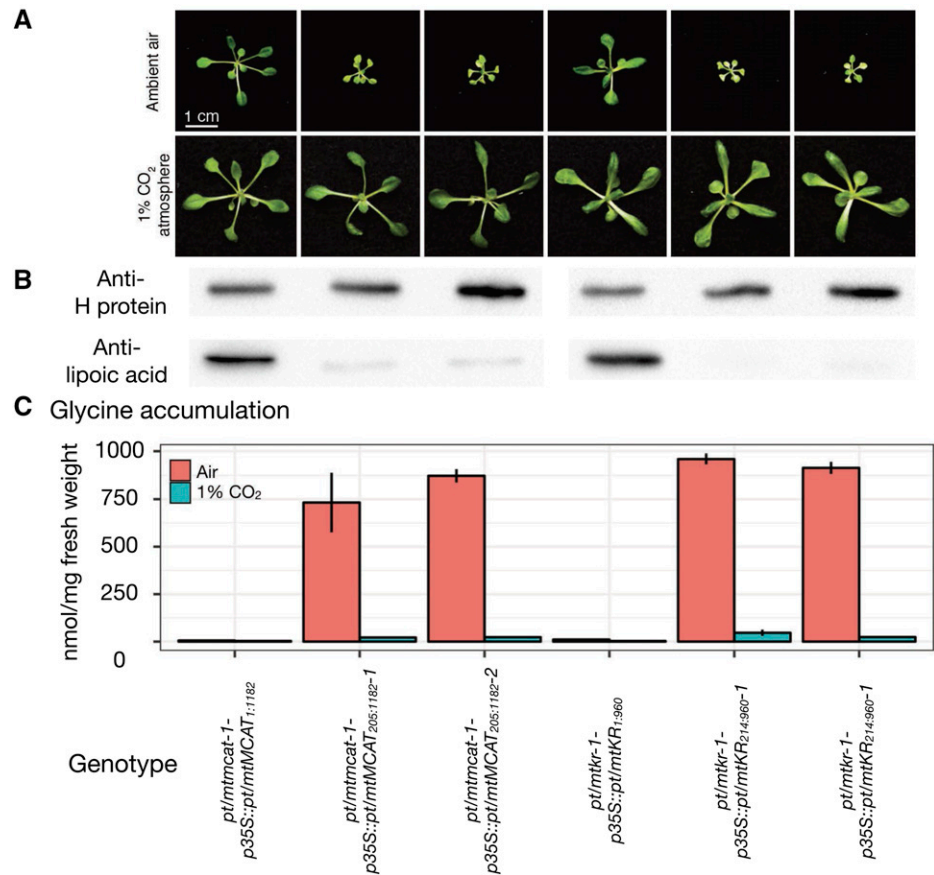 A
Ambient air
1 cm
1% CO₂
atmosphere
B
Anti-
H protein
Anti-
lipoic acid
C Glycine accumulation
nmol/mg fresh weight
1000
750
500
250
0
Air
1% CO₂
Genotype
pt/mtmcat-1-
p35S::pt/mtMCAT1:1182
pt/mtmcat-1-
p35S::pt/mtMCAT205:1182-1
pt/mtmcat-1-
p35S::pt/mtMCAT205:1182-2
pt/mtkr-1-
p35S::pt/mtKR1:960
pt/mtkr-1-
p35S::pt/mtKR214:960-1
pt/mtkr-1-
p35S::pt/mtKR214:960-1